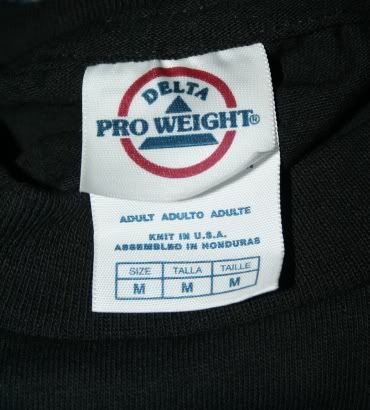 DELTA
PRO WEIGHT®
ADULT ADULTO ADULTE
KNIT IN U.S.A.
ASSEMBLED IN HONDURAS
SIZE TALLA TAILLE
M M M